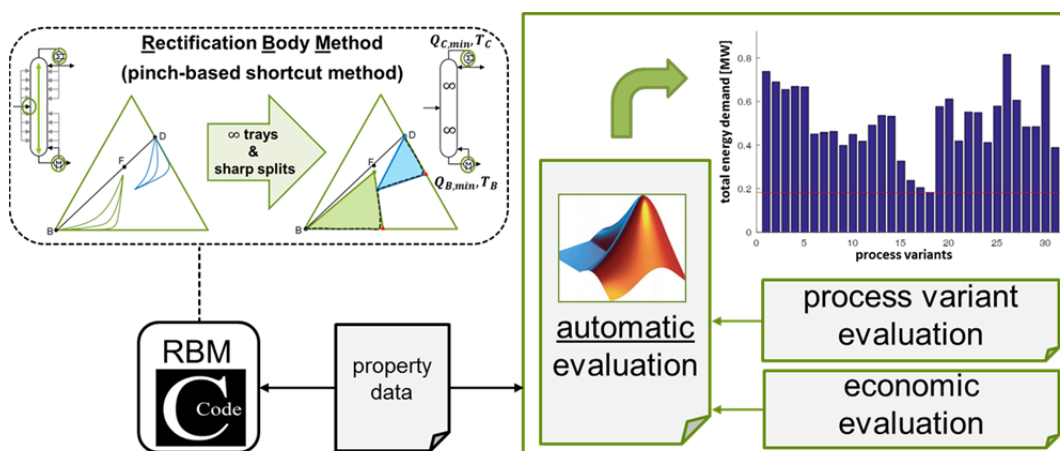 Rectification Body Method
(pinch-based shortcut method)
Q_C,min, T_C
∞
∞
Q_B,min, T_B
D
F
B
∞ trays
&
sharp splits
D
F
B
RBM
C
Code
property
data
automatic
evaluation
total energy demand [MW]
0.8
0.6
0.4
0.2
0
0 5 10 15 20 25 30
process variants
process variant
evaluation
economic
evaluation